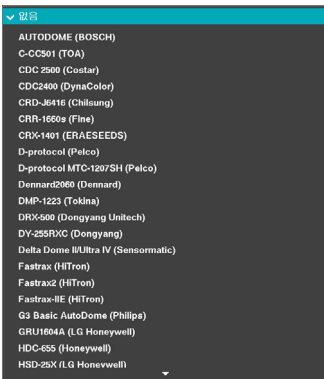 없음
AUTODOME (BOSCH)
C-CC501 (TOA)
CDC 2500 (Costar)
CDC2400 (DynaColor)
CRD-J6416 (Chilsung)
CRR-1660s (Fine)
CRX-1401 (ERAESEEDS)
D-protocol (Pelco)
D-protocol MTC-1207SH (Pelco)
Dennard2060 (Dennard)
DMP-1223 (Tokina)
DRX-500 (Dongyang Unitech)
DY-255RXC (Dongyang)
Delta Dome II/Ultra IV (Sensormatic)
Fastrax (HiTron)
Fastrax2 (HiTron)
Fastrax-IIE (HiTron)
G3 Basic AutoDome (Philips)
GRU1604A (LG Honeywell)
HDC-655 (Honeywell)
HSD-25X (LG Honeywell)